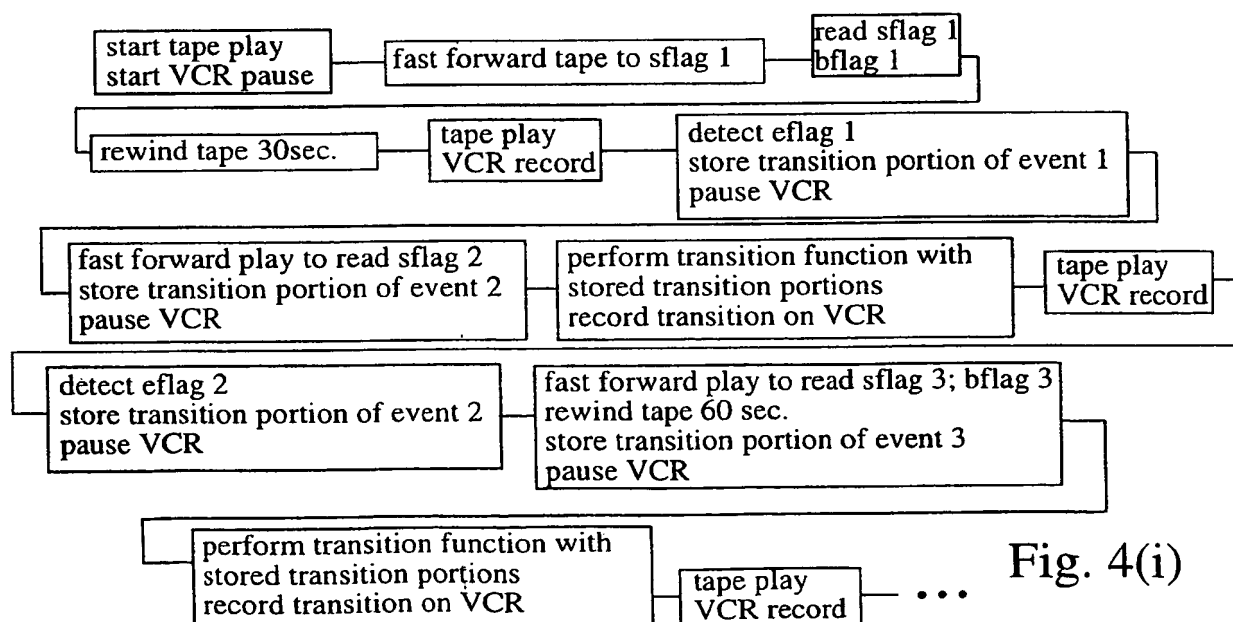 start tape play
start VCR pause
fast forward tape to sflag 1
read sflag 1
bflag 1
rewind tape 30sec.
tape play
VCR record
detect eflag 1
store transition portion of event 1
pause VCR
fast forward play to read sflag 2
store transition portion of event 2
pause VCR
perform transition function with
stored transition portions
record transition on VCR
tape play
VCR record
detect eflag 2
store transition portion of event 2
pause VCR
fast forward play to read sflag 3; bflag 3
rewind tape 60 sec.
store transition portion of event 3
pause VCR
perform transition function with
stored transition portions
record transition on VCR
tape play
VCR record
...
Fig. 4(i)